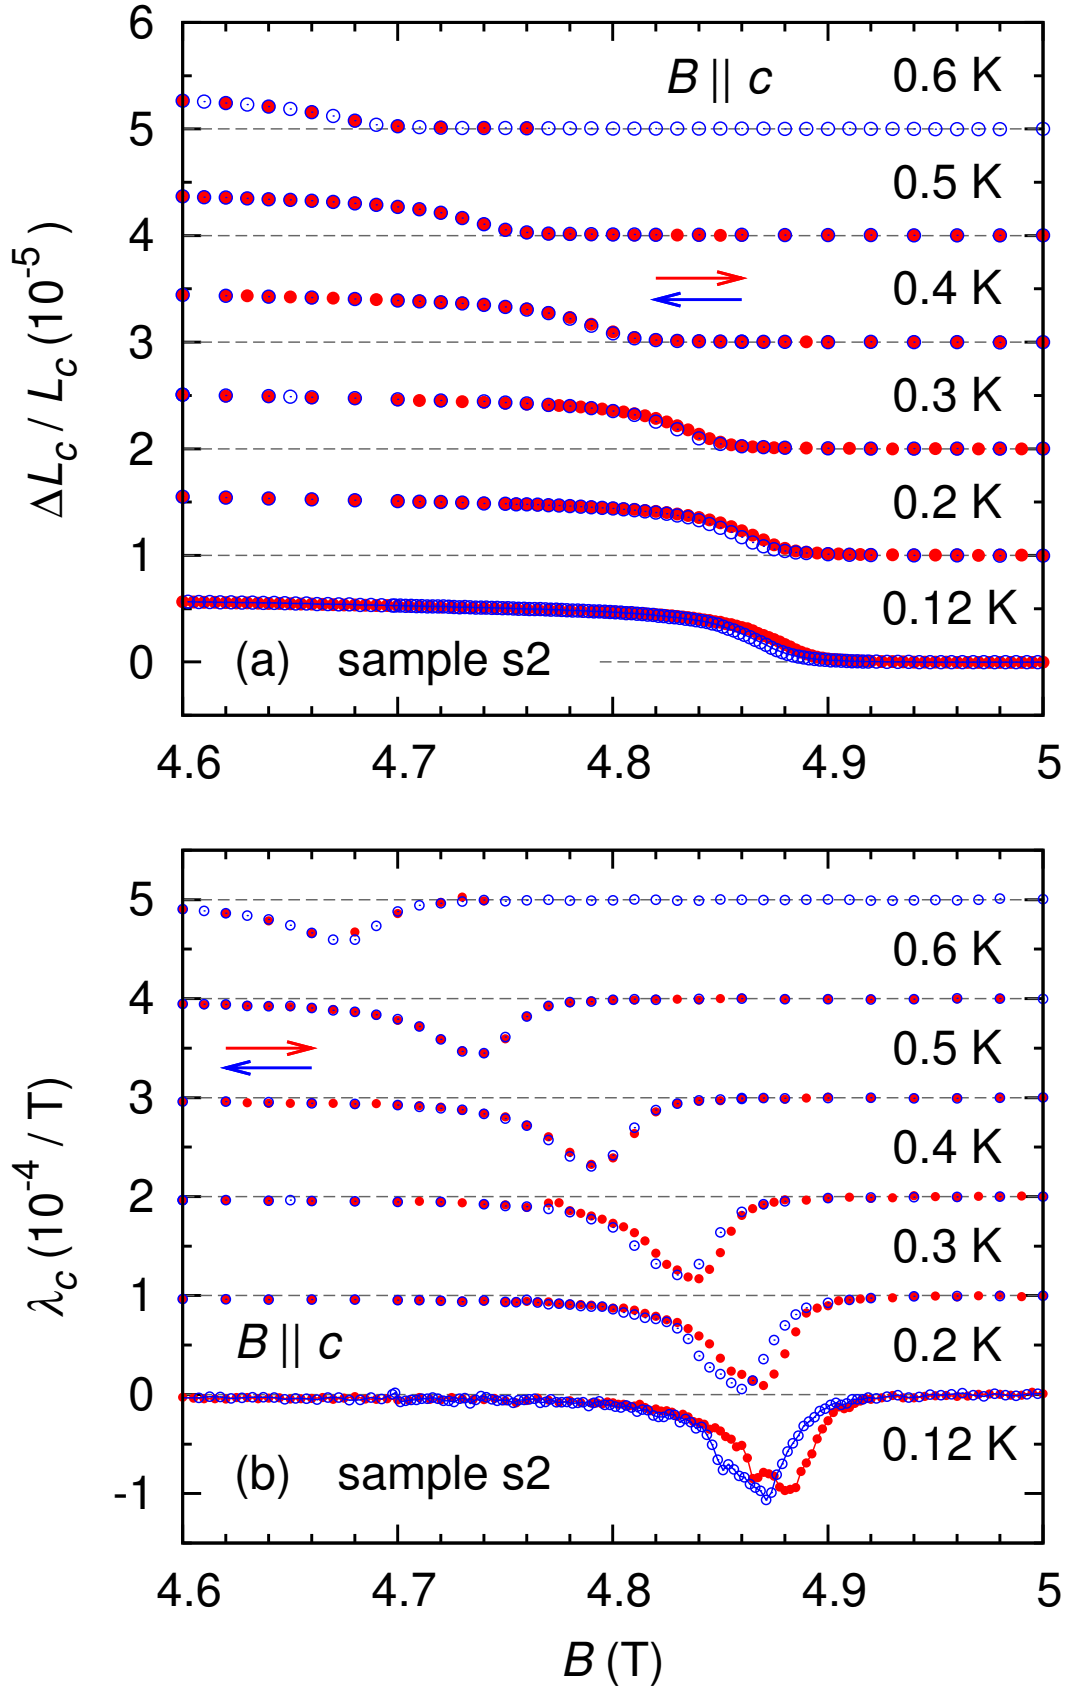 6
5
4
3
2
1
0
ΔL_c / L_c (10^-5)
B || c
0.6 K
0.5 K
0.4 K
0.3 K
0.2 K
0.12 K
(a) sample s2
4.6 4.7 4.8 4.9 5
5
4
3
2
1
0
-1
λ_c (10^-4 / T)
0.6 K
0.5 K
0.4 K
0.3 K
0.2 K
B || c
0.12 K
(b) sample s2
4.6 4.7 4.8 4.9 5
B (T)